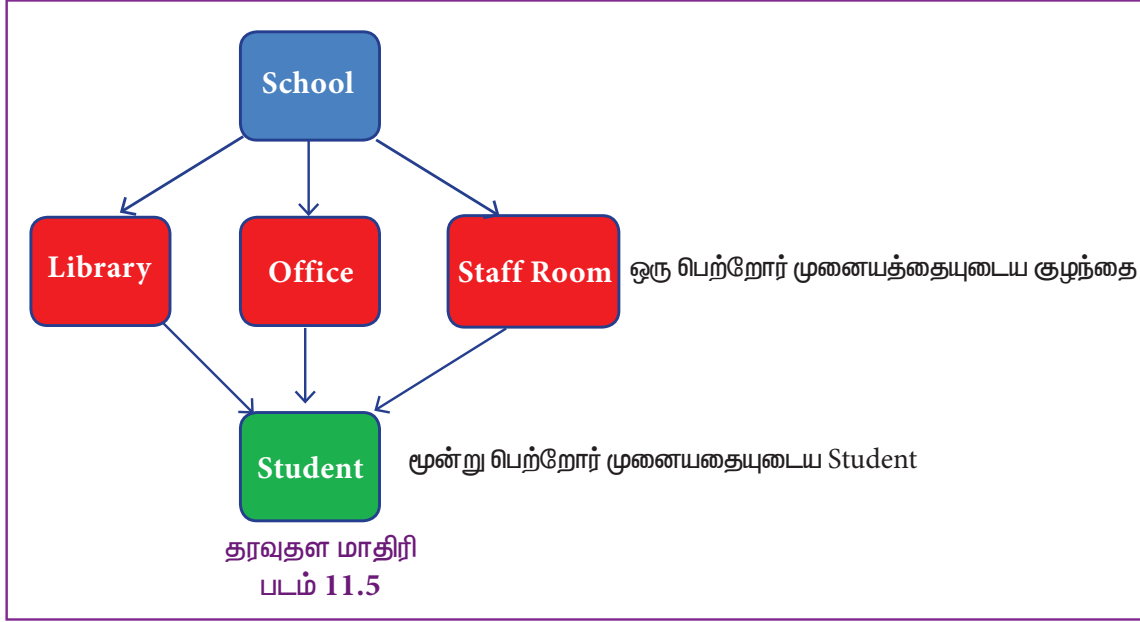 School
Library
Office
Staff Room
ஒரு பெற்றோர் முனையத்தையுடைய குழந்தை
Student
மூன்று பெற்றோர் முனையதையுடைய Student
தரவுதள மாதிரி
படம் 11.5